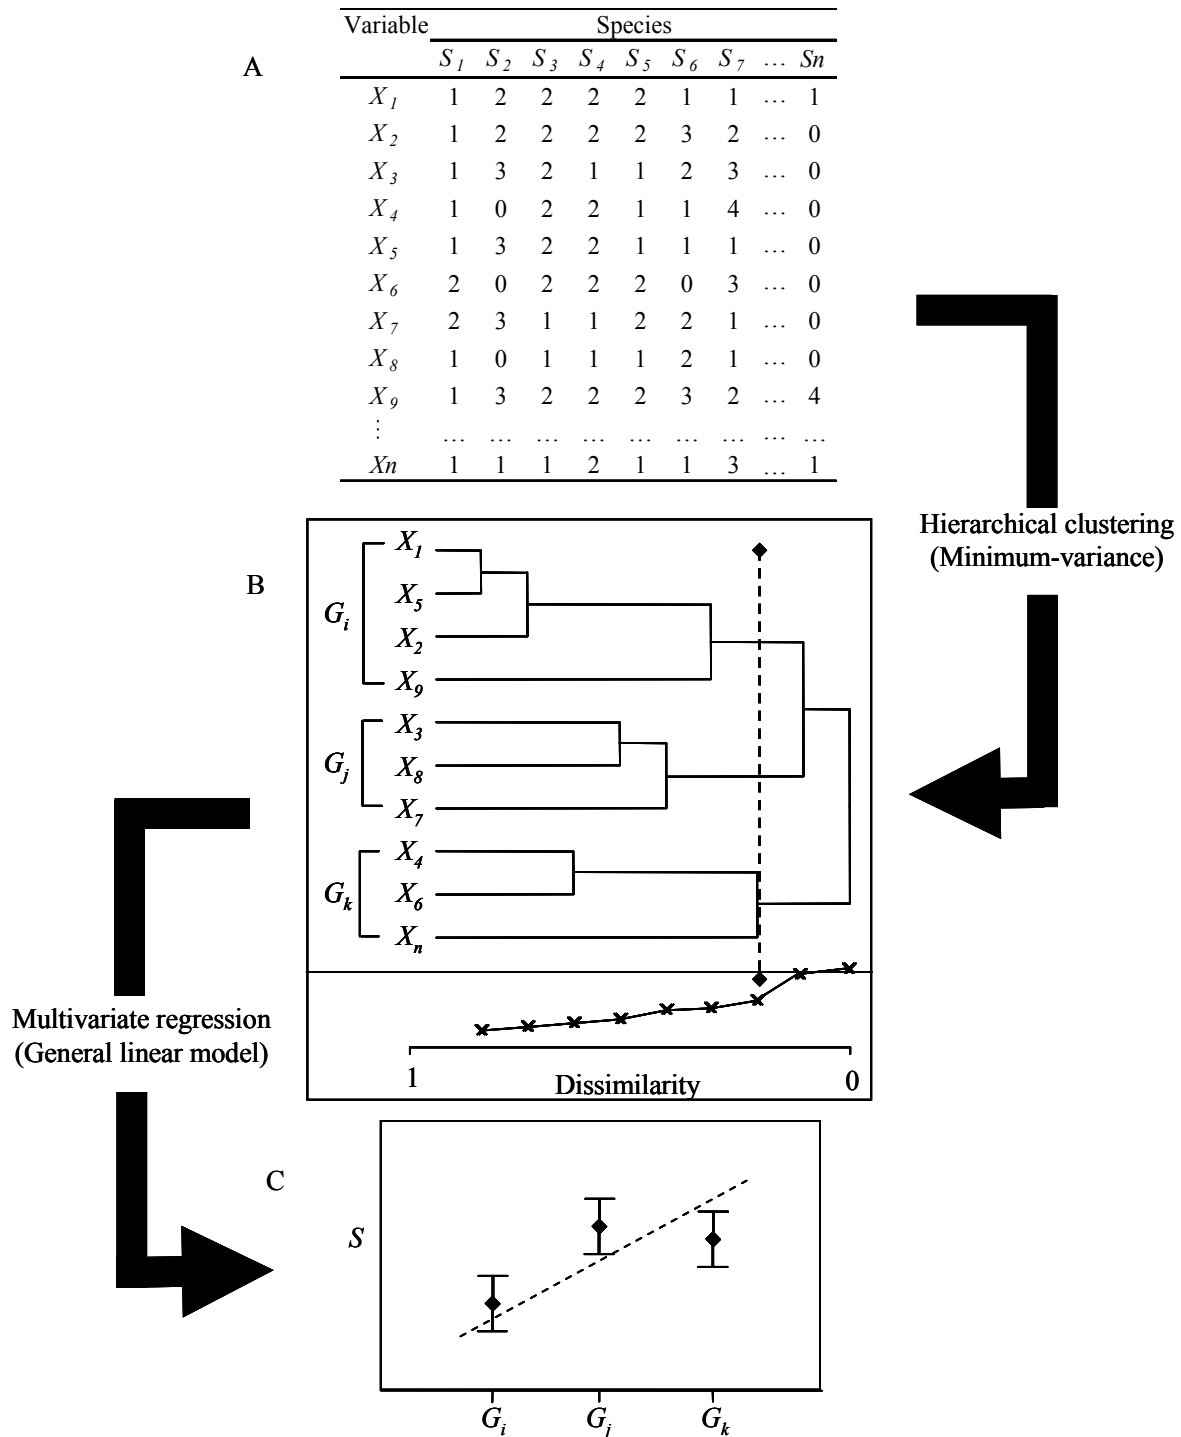 Variable Species
A
S1 S2 S3 S4 S5 S6 S7 … Sn
X1 1 2 2 2 2 1 1 … 1
X2 1 2 2 2 2 3 2 … 0
X3 1 3 2 1 1 2 3 … 0
X4 1 0 2 2 1 1 4 … 0
X5 1 3 2 2 1 1 1 … 0
X6 2 0 2 2 2 0 3 … 0
X7 2 3 1 1 2 2 1 … 0
X8 1 0 1 1 1 2 1 … 0
X9 1 3 2 2 2 3 2 … 4
⋮ … … … … … … … … …
Xn 1 1 1 2 1 1 3 … 1
Hierarchical clustering
(Minimum-variance)
B
Gi
X1
X5
X2
X9
Gj
X3
X8
X7
Gk
X4
X6
Xn
1 Dissimilarity 0
Multivariate regression
(General linear model)
C
S
Gi Gj Gk